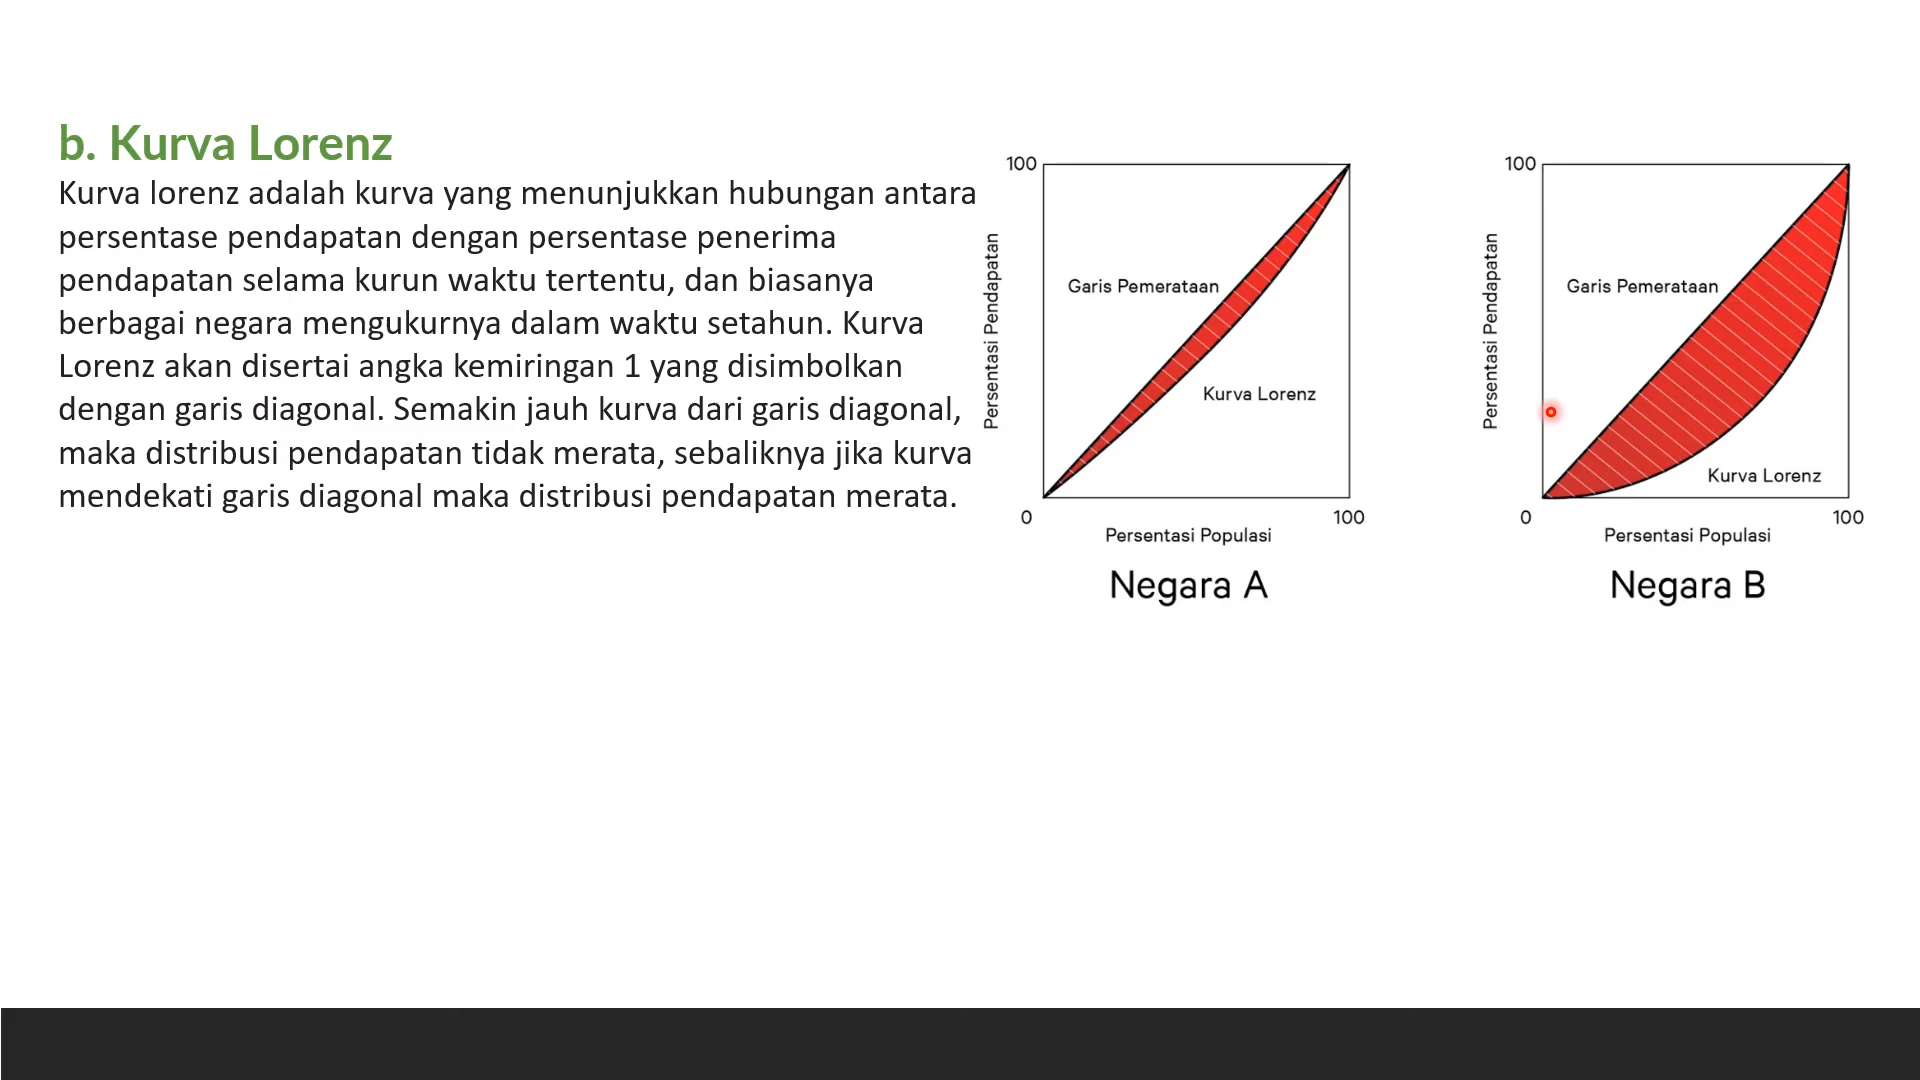 b. Kurva Lorenz
Kurva lorenz adalah kurva yang menunjukkan hubungan antara
persentase pendapatan dengan persentase penerima
pendapatan selama kurun waktu tertentu, dan biasanya
berbagai negara mengukurnya dalam waktu setahun. Kurva
Lorenz akan disertai angka kemiringan 1 yang disimbolkan
dengan garis diagonal. Semakin jauh kurva dari garis diagonal,
maka distribusi pendapatan tidak merata, sebaliknya jika kurva
mendekati garis diagonal maka distribusi pendapatan merata.
100
Persentasi Pendapatan
Garis Pemerataan
Kurva Lorenz
0
100
Persentasi Populasi
Negara A
100
Persentasi Pendapatan
Garis Pemerataan
Kurva Lorenz
0
100
Persentasi Populasi
Negara B